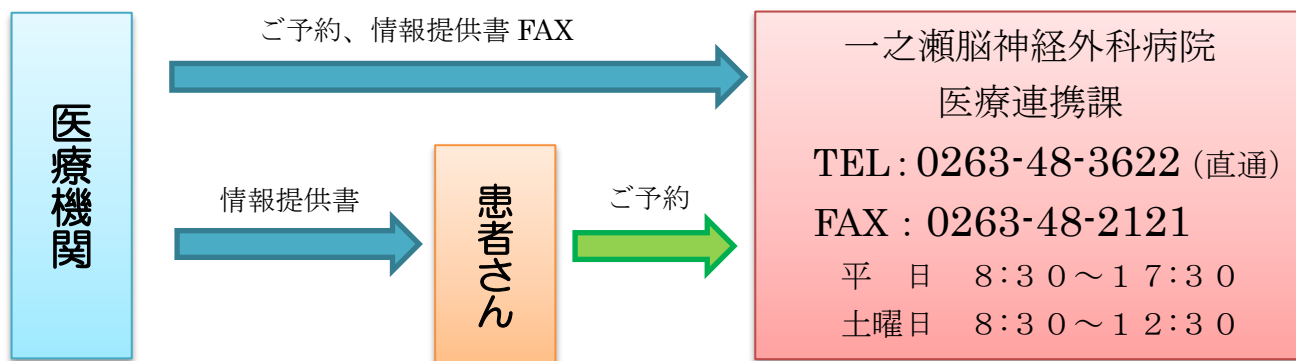 医療機関
ご予約、情報提供書 FAX
情報提供書
患者さん
ご予約
一之瀬脳神経外科病院
医療連携課
TEL:0263-48-3622(直通)
FAX:0263-48-2121
平 日 8:30~17:30
土曜日 8:30~12:30